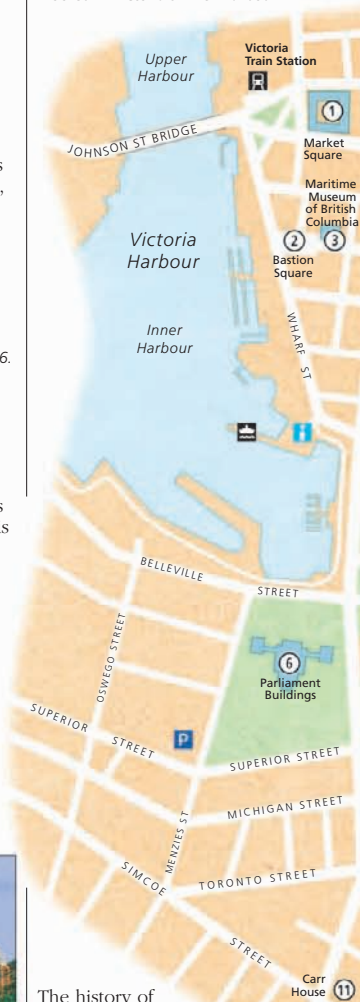 Upper
Harbour
Victoria
Train Station
1
JOHNSON ST BRIDGE
Market
Square
s
,
Maritime
Museum
of British
Columbia
2
3
Bastion
Square
Victoria
Harbour
Inner
Harbour
WHARF ST
6.
i
s
s
BELLEVILLE
STREET
OSWEGO STREET
6
Parliament
Buildings
SUPERIOR
STREET
P
SUPERIOR STREET
MICHIGAN STREET
MENZIES ST
TORONTO STREET
SIMCOE
STREET
Carr
House
11
The history of